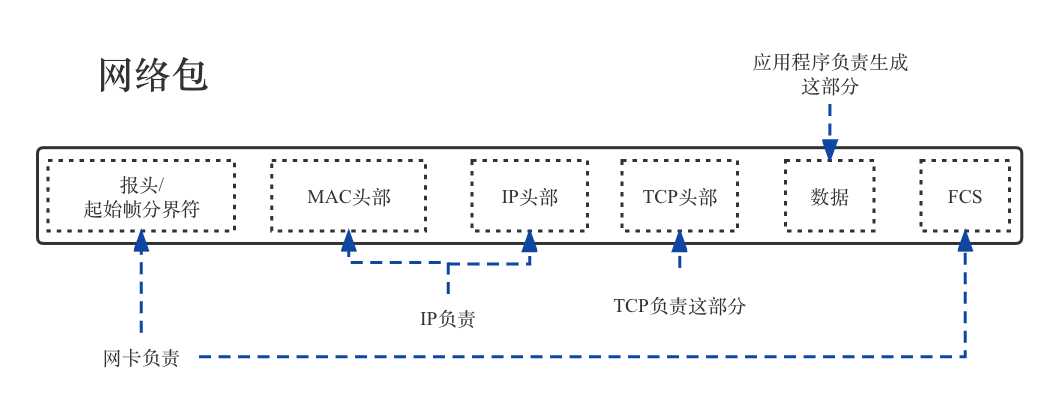 网络包
应用程序负责生成
这部分
报头/
起始帧分界符
MAC头部
IP头部
TCP头部
数据
FCS
IP负责
TCP负责这部分
网卡负责